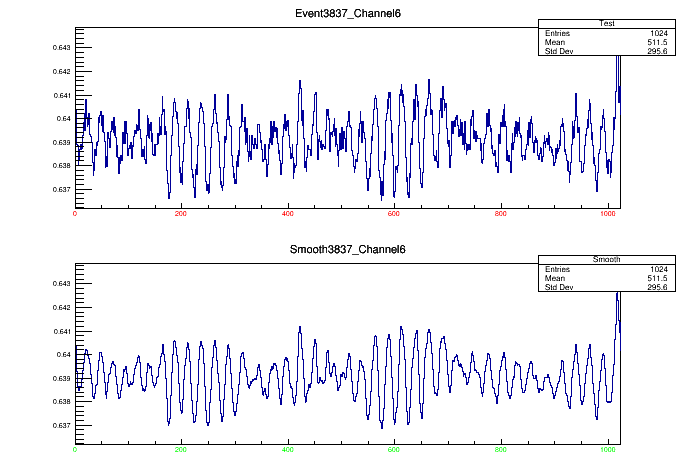 Event3837_Channel6
Test
Entries 1024
Mean 511.5
Std Dev 295.6
0.643
0.642
0.641
0.64
0.639
0.638
0.637
0 200 400 600 800 1000
Smooth3837_Channel6
Smooth
Entries 1024
Mean 511.5
Std Dev 295.6
0.643
0.642
0.641
0.64
0.639
0.638
0.637
0 200 400 600 800 1000